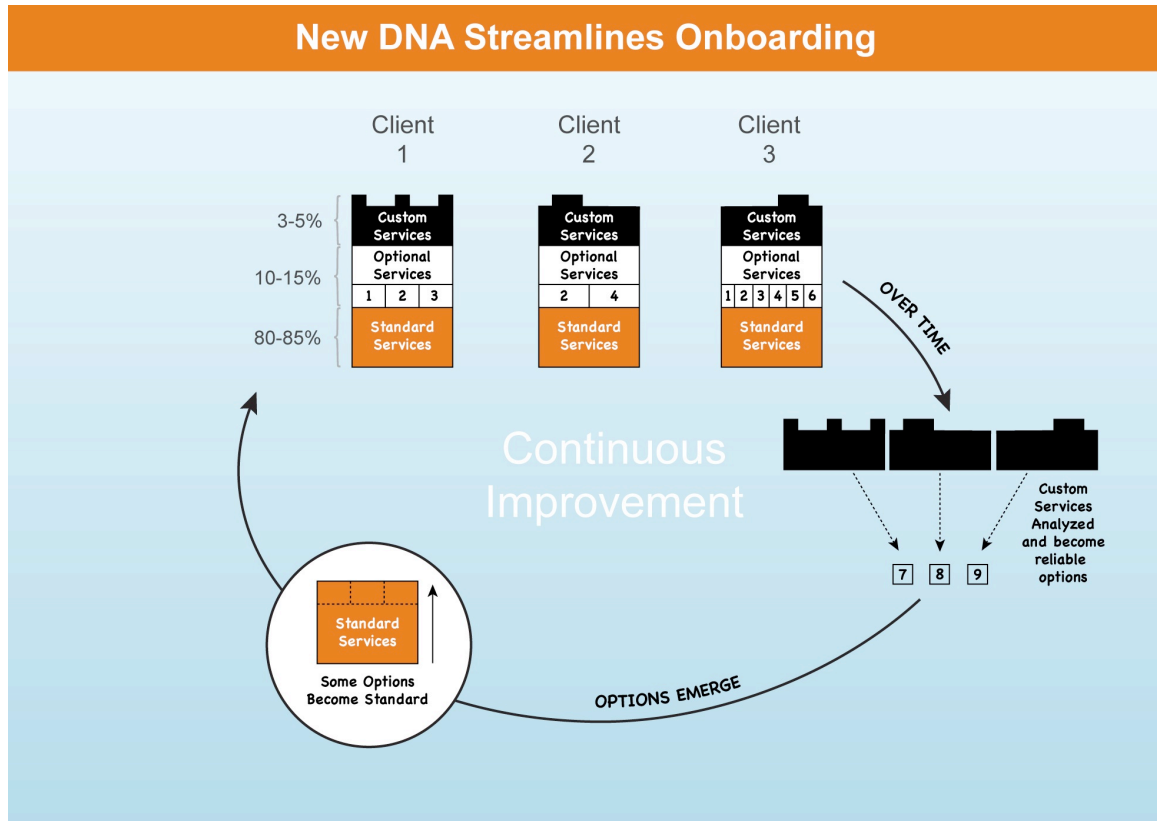 New DNA Streamlines Onboarding
Client
1
Client
2
Client
3
3-5%
Custom
Services
Custom
Services
Custom
Services
10-15%
Optional
Services
Optional
Services
Optional
Services
1 2 3
2 4
1 2 3 4 5 6
80-85%
Standard
Services
Standard
Services
Standard
Services
OVER TIME
Continuous
Improvement
Custom
Services
Analyzed
and become
reliable
options
7 8 9
OPTIONS EMERGE
Standard
Services
Some Options
Become Standard